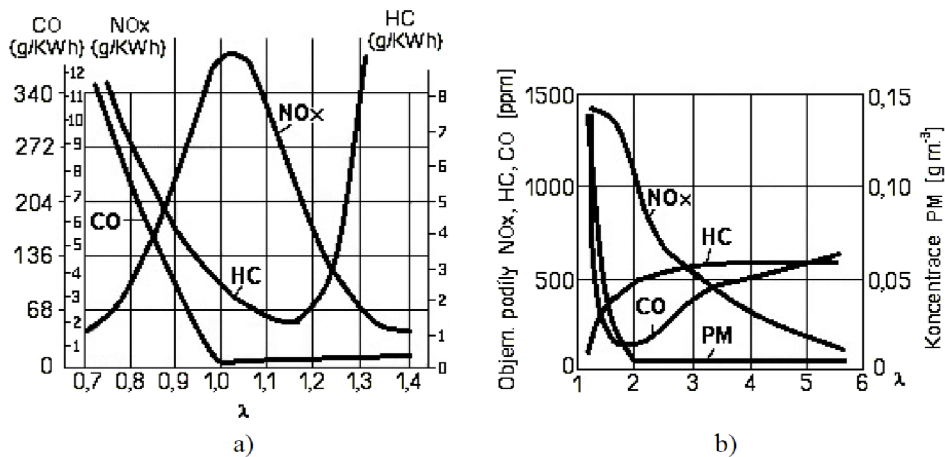 CO NOx HC
(g/KWh) (g/KWh) (g/KWh)
12
340 11
10
272 9
8
204 7
6
136 5
4
68 3
2
1
0
8
7
6
5
4
3
2
1
0
NOx
CO
HC
0,7 0,8 0,9 1,0 1,1 1,2 1,3 1,4
λ
a)
Objem. podíly NOx, HC, CO [ppm]
1500
1000
500
0
0,15
0,10
0,05
0
Koncentrace PM [g m-3]
NOx
HC
CO
PM
1 2 3 4 5 6 λ
b)